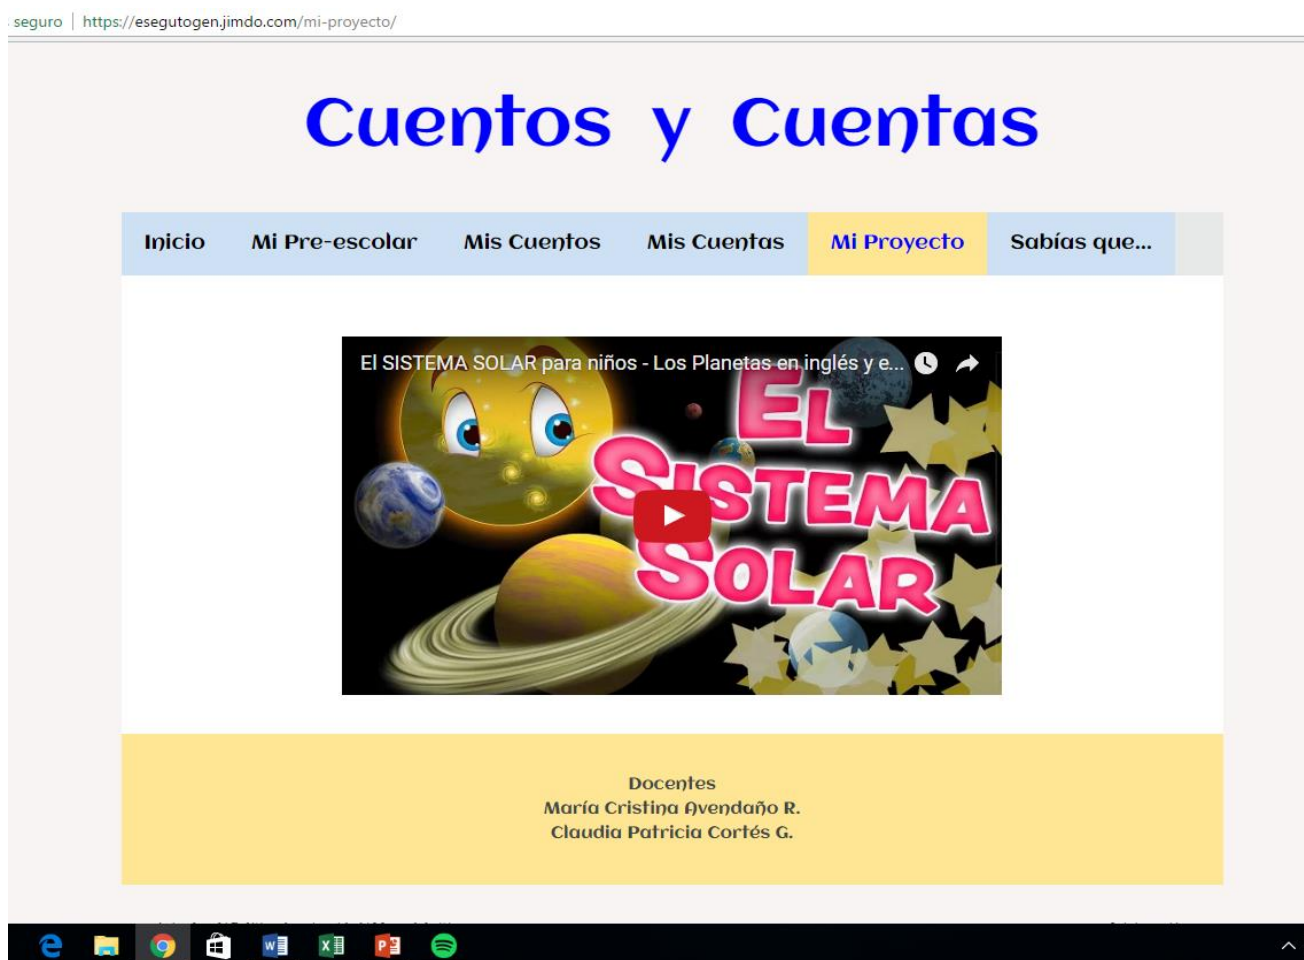 seguro | https://esegutogen.jimdo.com/mi-proyecto/
Cuentos y Cuentas
Inicio Mi Pre-escolar Mis Cuentos Mis Cuentas Mi Proyecto Sabías que...
El SISTEMA SOLAR para niños - Los Planetas en inglés y e...
EL
SISTEMA
SOLAR
Docentes
María Cristina Avendaño R.
Claudia Patricia Cortés G.